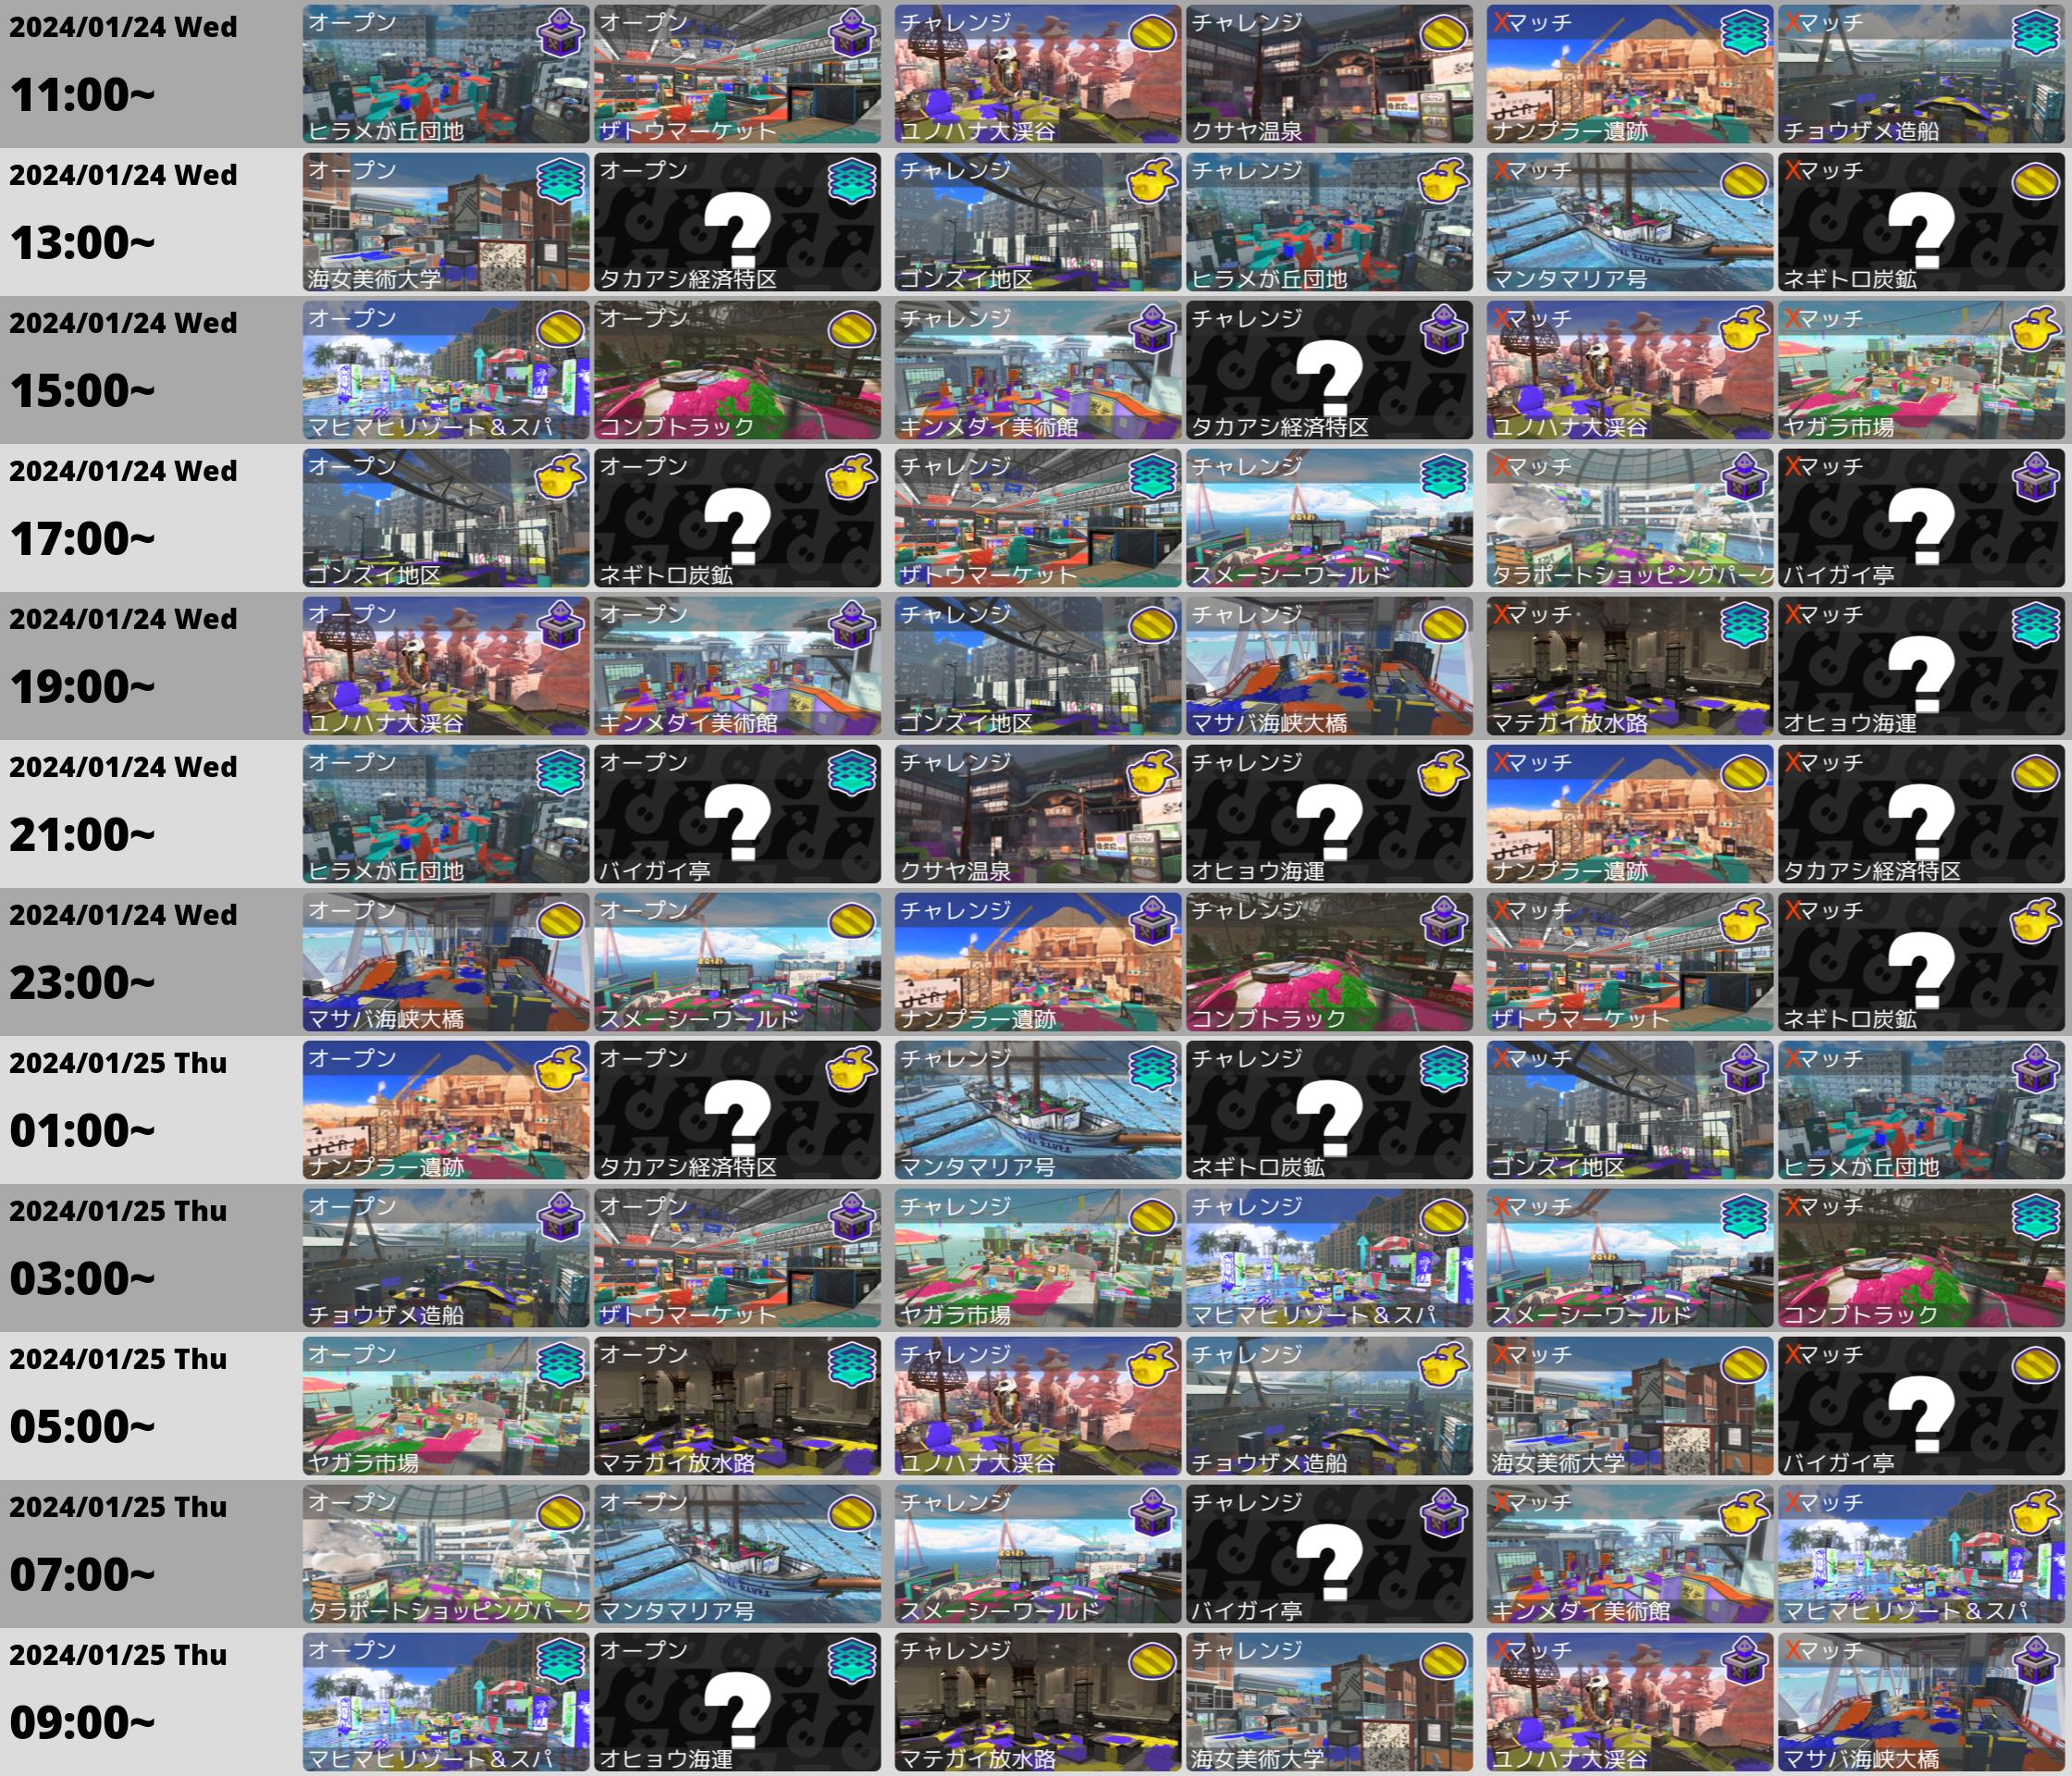 2024/01/24 Wed
11:00~
オープン オープン チャレンジ チャレンジ Xマッチ Xマッチ
ヒラメが丘団地 ザトウマーケット ユノハナ大渓谷 クサヤ温泉 ナンプラー遺跡 チョウザメ造船
2024/01/24 Wed
13:00~
オープン オープン チャレンジ チャレンジ Xマッチ Xマッチ
海女美術大学 タカアシ経済特区 ゴンズイ地区 ヒラメが丘団地 マンタマリア号 ネギトロ炭鉱
2024/01/24 Wed
15:00~
オープン オープン チャレンジ チャレンジ Xマッチ Xマッチ
マヒマヒリゾート＆スパ コンブトラック キンメダイ美術館 タカアシ経済特区 ユノハナ大渓谷 ヤガラ市場
2024/01/24 Wed
17:00~
オープン オープン チャレンジ チャレンジ Xマッチ Xマッチ
ゴンズイ地区 ネギトロ炭鉱 ザトウマーケット スメーシーワールド タラポートショッピングパーク バイガイ亭
2024/01/24 Wed
19:00~
オープン オープン チャレンジ チャレンジ Xマッチ Xマッチ
ユノハナ大渓谷 キンメダイ美術館 ゴンズイ地区 マサバ海峡大橋 マテガイ放水路 オヒョウ海運
2024/01/24 Wed
21:00~
オープン オープン チャレンジ チャレンジ Xマッチ Xマッチ
ヒラメが丘団地 バイガイ亭 クサヤ温泉 オヒョウ海運 ナンプラー遺跡 タカアシ経済特区
2024/01/24 Wed
23:00~
オープン オープン チャレンジ チャレンジ Xマッチ Xマッチ
マサバ海峡大橋 スメーシーワールド ナンプラー遺跡 コンブトラック ザトウマーケット ネギトロ炭鉱
2024/01/25 Thu
01:00~
オープン オープン チャレンジ チャレンジ Xマッチ Xマッチ
ナンプラー遺跡 タカアシ経済特区 マンタマリア号 ネギトロ炭鉱 ゴンズイ地区 ヒラメが丘団地
2024/01/25 Thu
03:00~
オープン オープン チャレンジ チャレンジ Xマッチ Xマッチ
チョウザメ造船 ザトウマーケット ヤガラ市場 マヒマヒリゾート＆スパ スメーシーワールド コンブトラック
2024/01/25 Thu
05:00~
オープン オープン チャレンジ チャレンジ Xマッチ Xマッチ
ヤガラ市場 マテガイ放水路 ユノハナ大渓谷 チョウザメ造船 海女美術大学 バイガイ亭
2024/01/25 Thu
07:00~
オープン オープン チャレンジ チャレンジ Xマッチ Xマッチ
タラポートショッピングパーク マンタマリア号 スメーシーワールド バイガイ亭 キンメダイ美術館 マヒマヒリゾート＆スパ
2024/01/25 Thu
09:00~
オープン オープン チャレンジ チャレンジ Xマッチ Xマッチ
マヒマヒリゾート＆スパ オヒョウ海運 マテガイ放水路 海女美術大学 ユノハナ大渓谷 マサバ海峡大橋